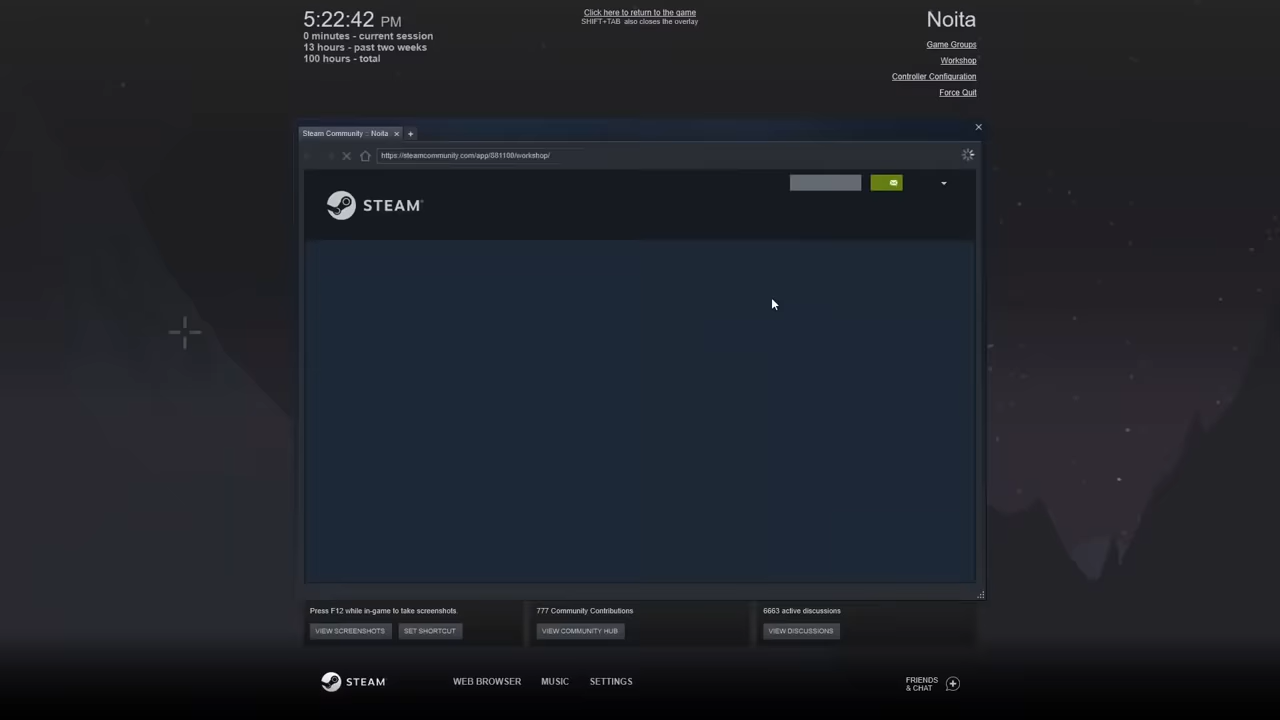 5:22:42 PM
0 minutes - current session
13 hours - past two weeks
100 hours - total
Click here to return to the game
SHIFT+TAB also closes the overlay
Noita
Game Groups
Workshop
Controller Configuration
Force Quit
Steam Community :: Noita
https://steamcommunity.com/app/881100/workshop/
STEAM®
Press F12 while in-game to take screenshots.
VIEW SCREENSHOTS
SET SHORTCUT
777 Community Contributions
VIEW COMMUNITY HUB
6663 active discussions
VIEW DISCUSSIONS
STEAM
WEB BROWSER
MUSIC
SETTINGS
FRIENDS
& CHAT